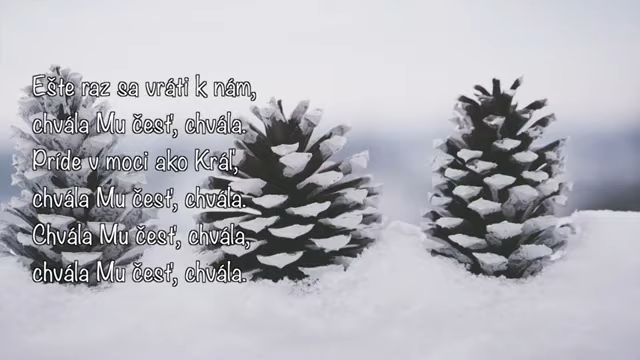 Ešte raz sa vráti k nám,
chvála Mu česť, chvála.
Príde v moci ako Kráľ,
chvála Mu česť, chvála.
Chvála Mu česť, chvála,
chvála Mu česť, chvála.